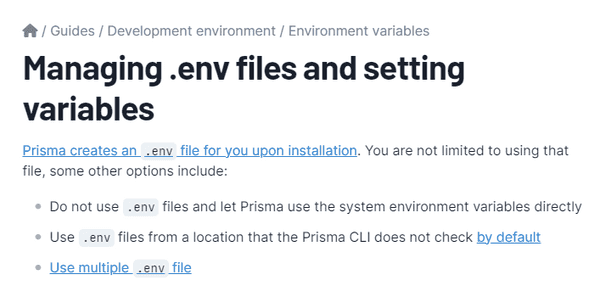 / Guides / Development environment / Environment variables
Managing .env files and setting
variables
Prisma creates an .env file for you upon installation. You are not limited to using that
file, some other options include:
Do not use .env files and let Prisma use the system environment variables directly
Use .env files from a location that the Prisma CLI does not check by default
Use multiple .env file